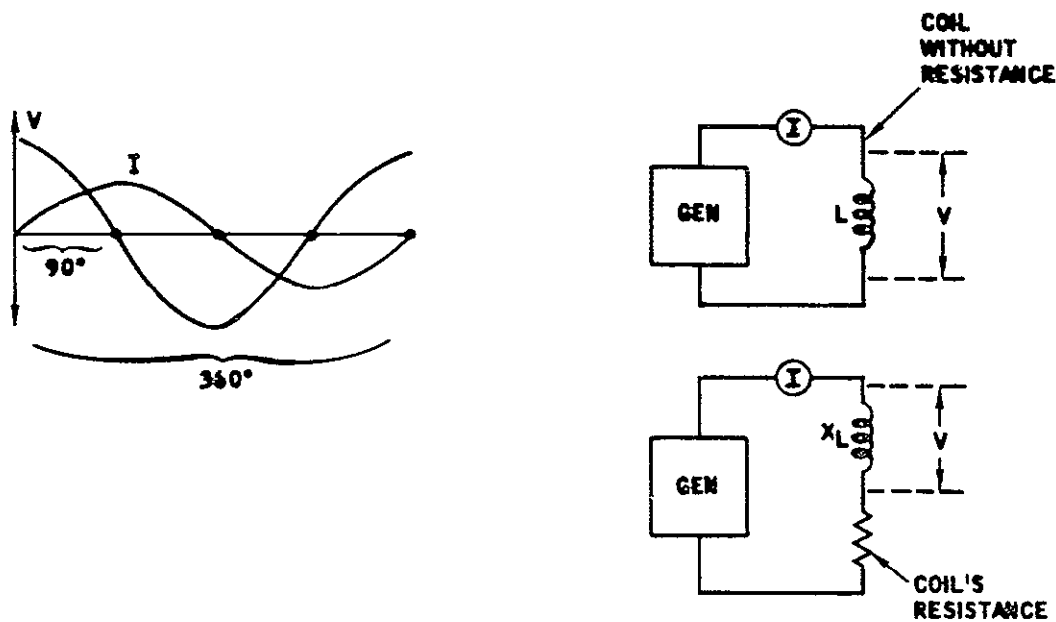 V
I
90°
360°
COIL
WITHOUT
RESISTANCE
I
GEN
L
V
I
GEN
XL
V
COIL'S
RESISTANCE